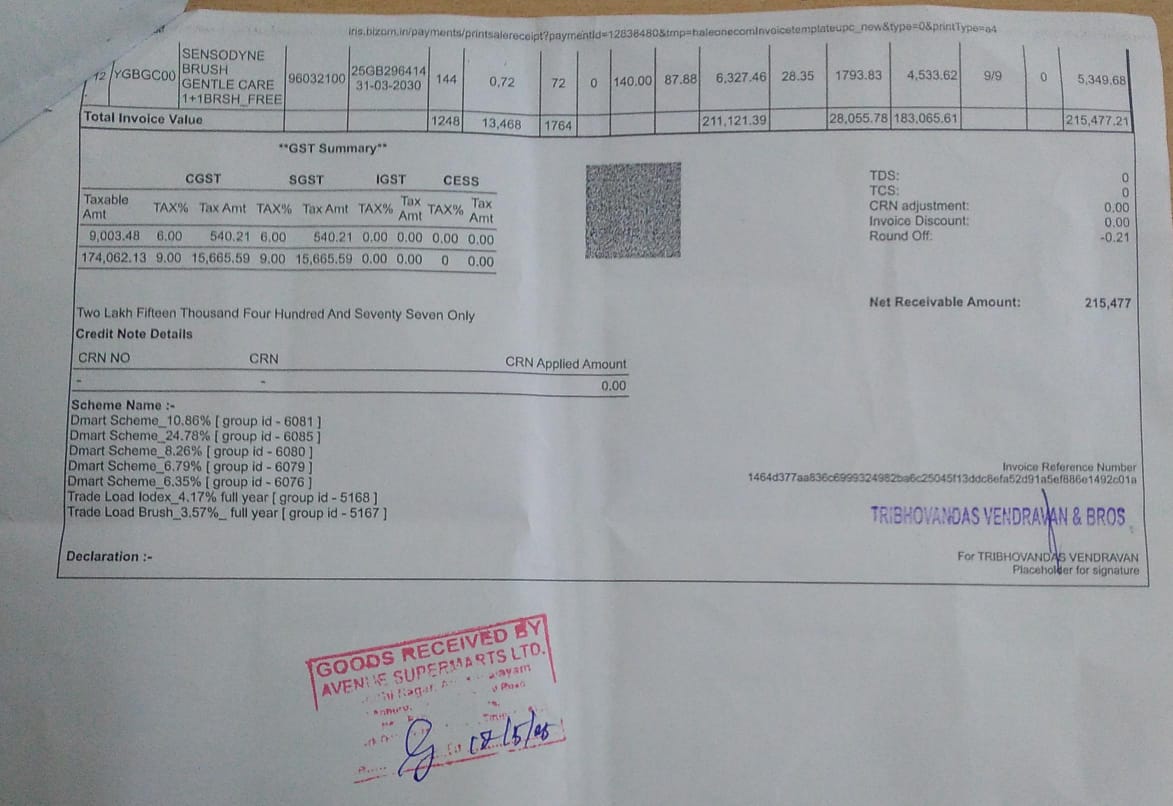 iris.bizom.in/payments/printsalereceipt?paymentId=12836480&tmp=haleonecomInvoicetemplateupc_new&type=0&printType=a4
12 YGBGC00 SENSODYNE BRUSH GENTLE CARE 1+1BRSH_FREE 96032100 25GB296414 31-03-2030 144 0.72 72 0 140.00 87.88 6,327.46 28.35 1793.83 4,533.62 9/9 0 5,349.68
Total Invoice Value 1248 13,468 1764 211,121.39 28,055.78 183,065.61 215,477.21
**GST Summary**
CGST SGST IGST CESS
Taxable Amt TAX% Tax Amt TAX% Tax Amt TAX% Tax Amt TAX% Tax Amt
9,003.48 6.00 540.21 6.00 540.21 0.00 0.00 0.00 0.00
174,062.13 9.00 15,665.59 9.00 15,665.59 0.00 0.00 0 0.00
TDS: 0
TCS: 0
CRN adjustment: 0.00
Invoice Discount: 0.00
Round Off: -0.21
Net Receivable Amount: 215,477
Two Lakh Fifteen Thousand Four Hundred And Seventy Seven Only
Credit Note Details
CRN NO CRN CRN Applied Amount
- - 0.00
Scheme Name :-
Dmart Scheme_10.86% [ group id - 6081 ]
Dmart Scheme_24.78% [ group id - 6085 ]
Dmart Scheme_8.26% [ group id - 6080 ]
Dmart Scheme_6.79% [ group id - 6079 ]
Dmart Scheme_6.35% [ group id - 6076 ]
Trade Load Iodex_4.17% full year [ group id - 5168 ]
Trade Load Brush_3.57%_ full year [ group id - 5167 ]
Invoice Reference Number
1464d377aa836c6999324982ba6c25045f13ddc8efa52d91a5ef886e1492c01a
TRIBHOVANDAS VENDRAVAN & BROS.
Declaration :-
For TRIBHOVANDAS VENDRAVAN
Placeholder for signature
GOODS RECEIVED BY
AVENUE SUPERMARTS LTD.
Nagar,
Road